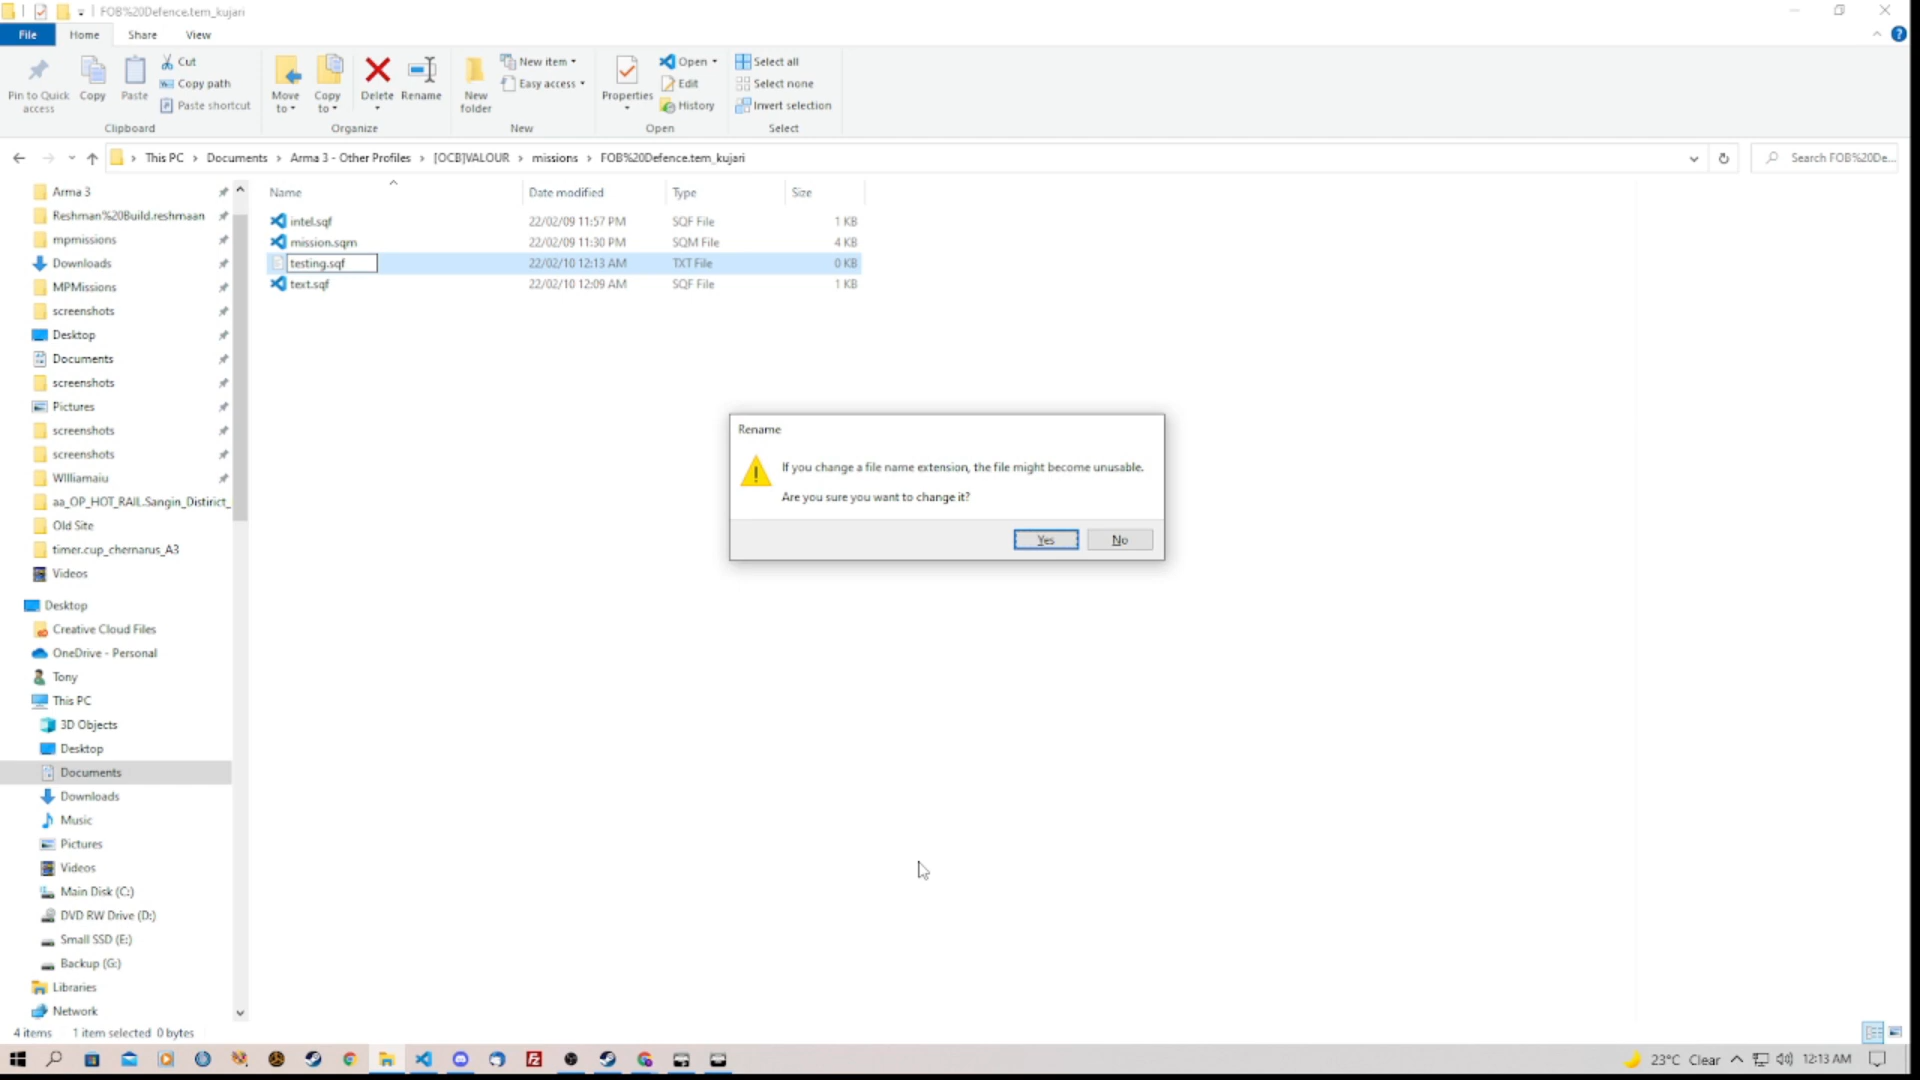 FOB%20Defence.tem_kujari
File Home Share View
Pin to Quick access
Copy
Paste
Cut
Copy path
Paste shortcut
Clipboard
Move to
Copy to
Delete
Rename
Organize
New folder
New item
Easy access
New
Properties
Open
Edit
History
Open
Select all
Select none
Invert selection
Select
This PC > Documents > Arma 3 - Other Profiles > [OCB]VALOUR > missions > FOB%20Defence.tem_kujari
Search FOB%20De...
Name Date modified Type Size
intel.sqf 22/02/09 11:57 PM SQF File 1 KB
mission.sqm 22/02/09 11:30 PM SQM File 4 KB
testing.sqf 22/02/10 12:13 AM TXT File 0 KB
text.sqf 22/02/10 12:09 AM SQF File 1 KB
Arma 3
Reshman%20Build.reshmaan
mpmissions
Downloads
MPMissions
screenshots
Desktop
Documents
screenshots
Pictures
screenshots
screenshots
WIlliamaiu
aa_OP_HOT_RAIL.Sangin_Distirict_
Old Site
timer.cup_chernarus_A3
Videos
Desktop
Creative Cloud Files
OneDrive - Personal
Tony
This PC
3D Objects
Desktop
Documents
Downloads
Music
Pictures
Videos
Main Disk (C:)
DVD RW Drive (D:)
Small SSD (E:)
Backup (G:)
Libraries
Network
Rename
If you change a file name extension, the file might become unusable.
Are you sure you want to change it?
Yes No
4 items 1 item selected 0 bytes
23°C Clear 12:13 AM